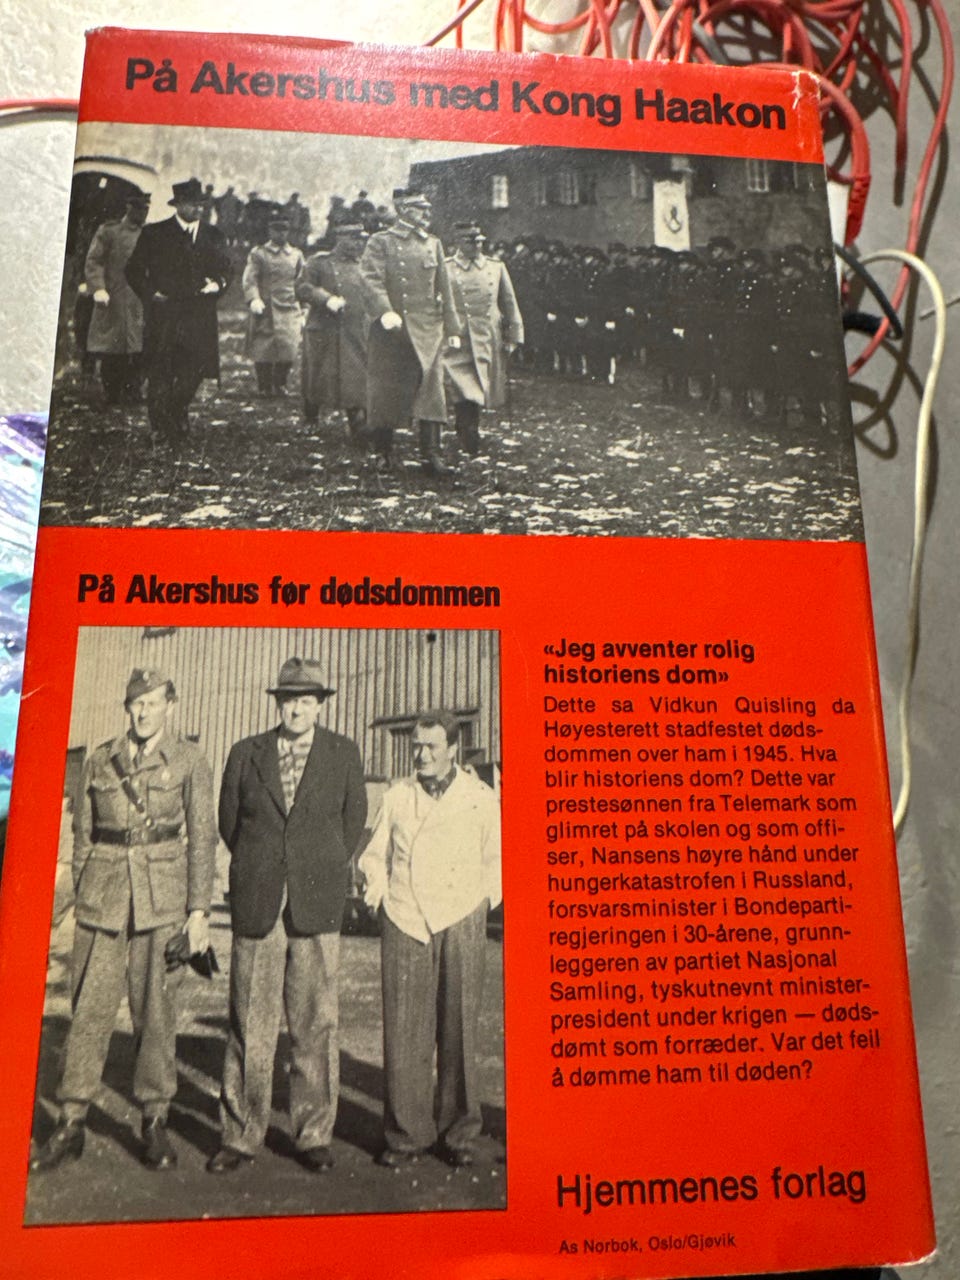 På Akershus med Kong Haakon
På Akershus før dødsdommen
«Jeg avventer rolig
historiens dom»
Dette sa Vidkun Quisling da
Høyesterett stadfestet døds-
dommen over ham i 1945. Hva
blir historiens dom? Dette var
prestesønnen fra Telemark som
glimret på skolen og som offi-
ser, Nansens høyre hånd under
hungerkatastrofen i Russland,
forsvarsminister i Bondeparti-
regjeringen i 30-årene, grunn-
leggeren av partiet Nasjonal
Samling, tyskutnevnt minister-
president under krigen — døds-
dømt som forræder. Var det feil
å dømme ham til døden?
Hjemmenes forlag
As Norbok, Oslo/Gjøvik